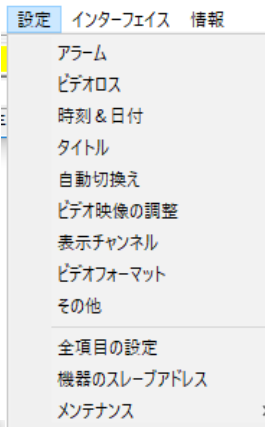 設定 インターフェイス 情報
アラーム
ビデオロス
時刻＆日付
タイトル
自動切換え
ビデオ映像の調整
表示チャンネル
ビデオフォーマット
その他
全項目の設定
機器のスレーブアドレス
メンテナンス